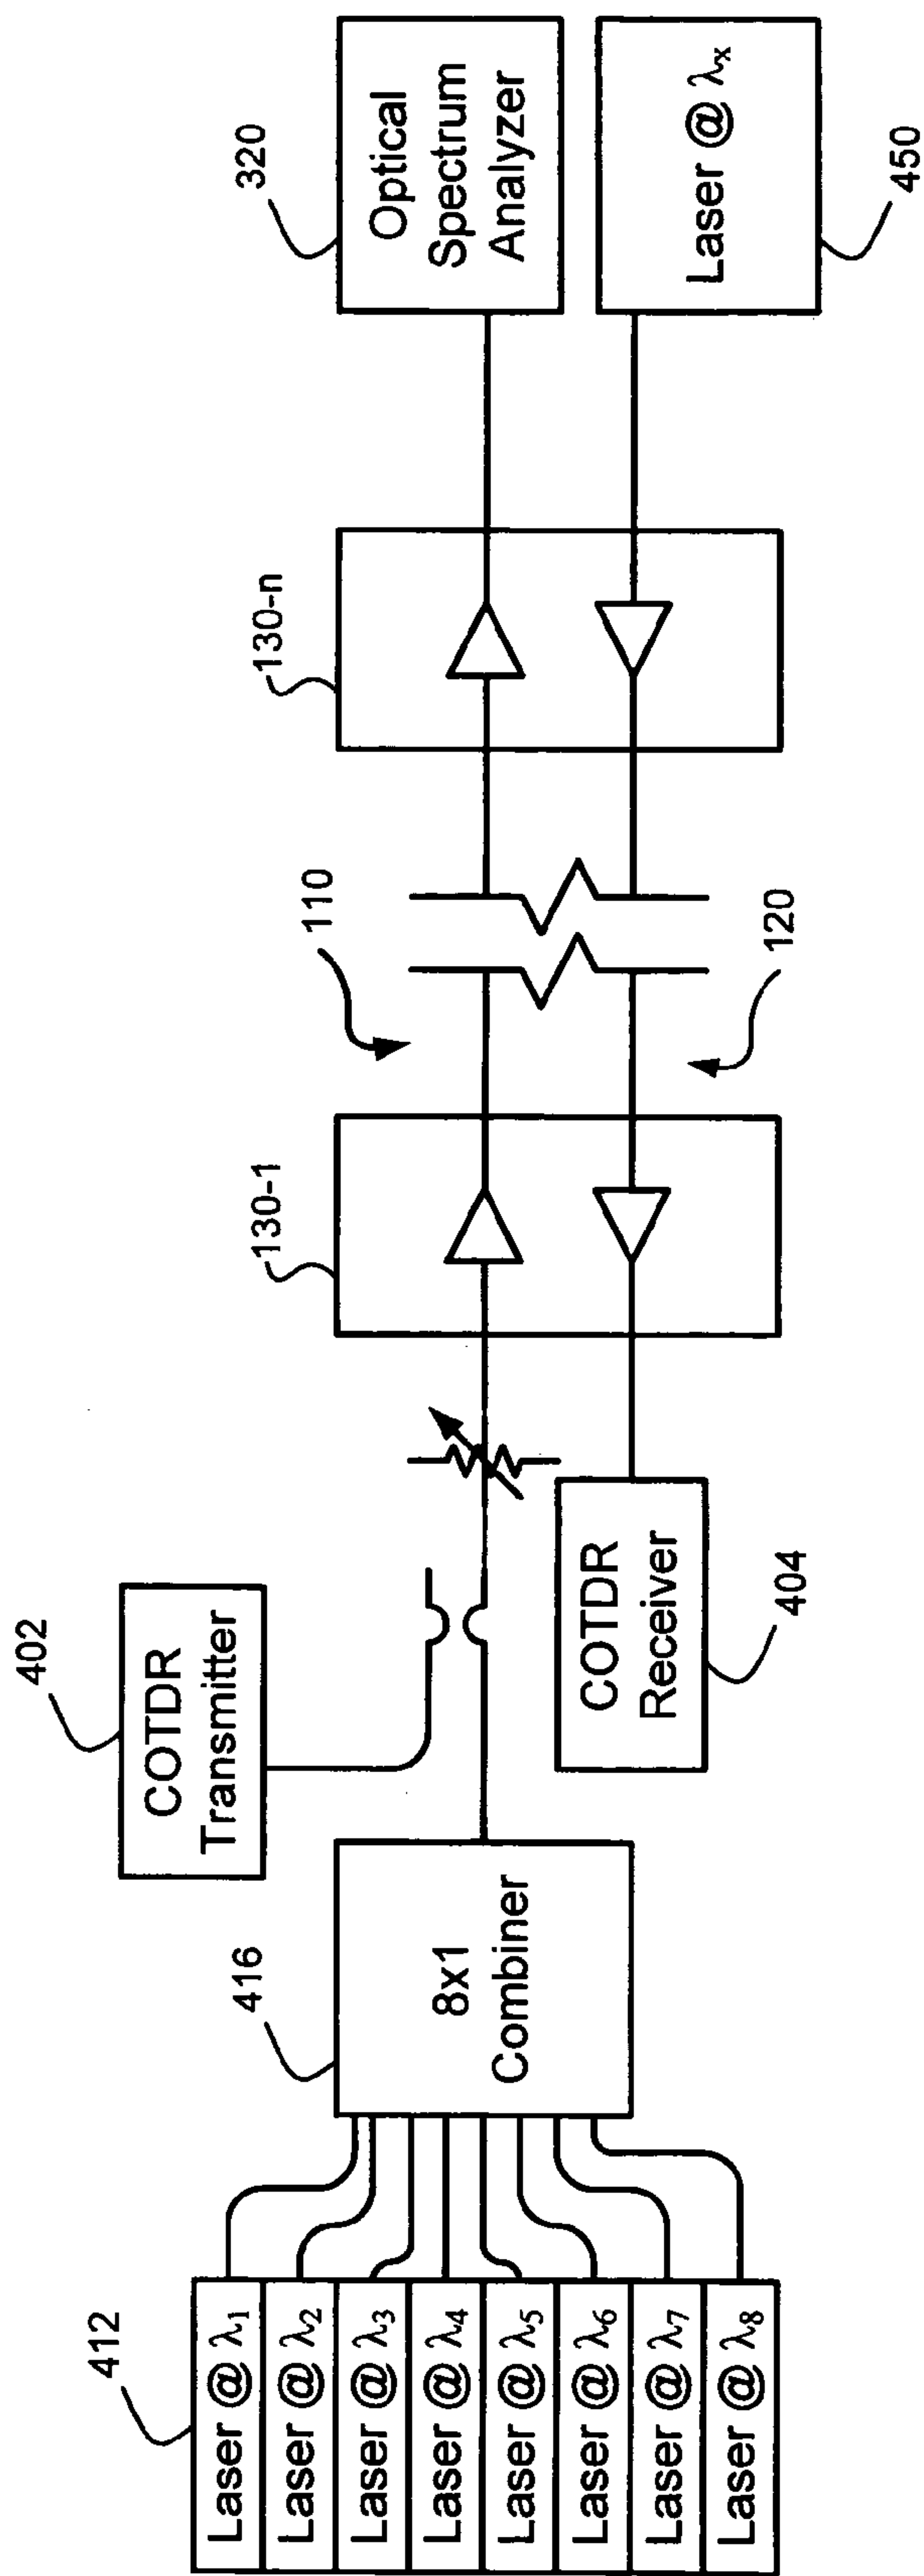 412
Laser @ λ1
Laser @ λ2
Laser @ λ3
Laser @ λ4
Laser @ λ5
Laser @ λ6
Laser @ λ7
Laser @ λ8
416
8x1
Combiner
402
COTDR
Transmitter
COTDR
Receiver
404
130-1
110
120
130-n
320
Optical
Spectrum
Analyzer
Laser @ λx
450